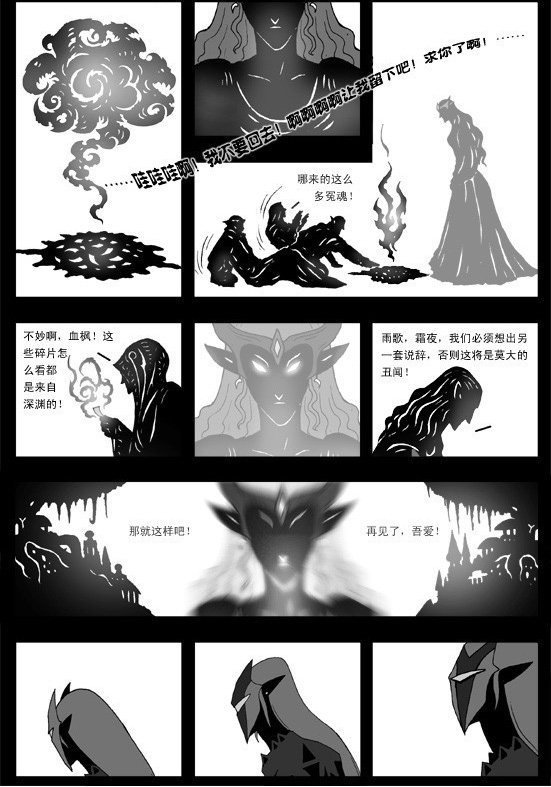 ……哇哇哇啊！我不要回去！啊啊啊啊让我留下吧！求你了啊！……
哪来的这么
多冤魂！
不妙啊，血枫！这
些碎片怎
么看都
是来自
深渊的！
雨歌，霜夜，我们必须想出另
一套说辞，否则这将是莫大的
丑闻！
那就这样吧！
再见了，吾爱！